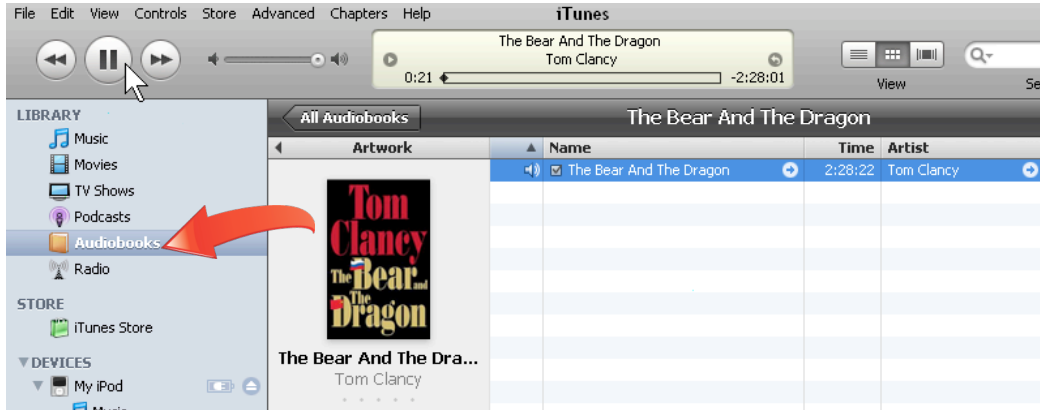 File Edit View Controls Store Advanced Chapters Help
iTunes
The Bear And The Dragon
Tom Clancy
0:21
-2:28:01
View
Se
LIBRARY
Music
Movies
TV Shows
Podcasts
Audiobooks
Radio
STORE
iTunes Store
DEVICES
My iPod
Music
All Audiobooks
The Bear And The Dragon
Artwork
Name
Time
Artist
The Bear And The Dragon
2:28:22
Tom Clancy
Tom
Clancy
The Bear and
The
Dragon
The Bear And The Dra...
Tom Clancy